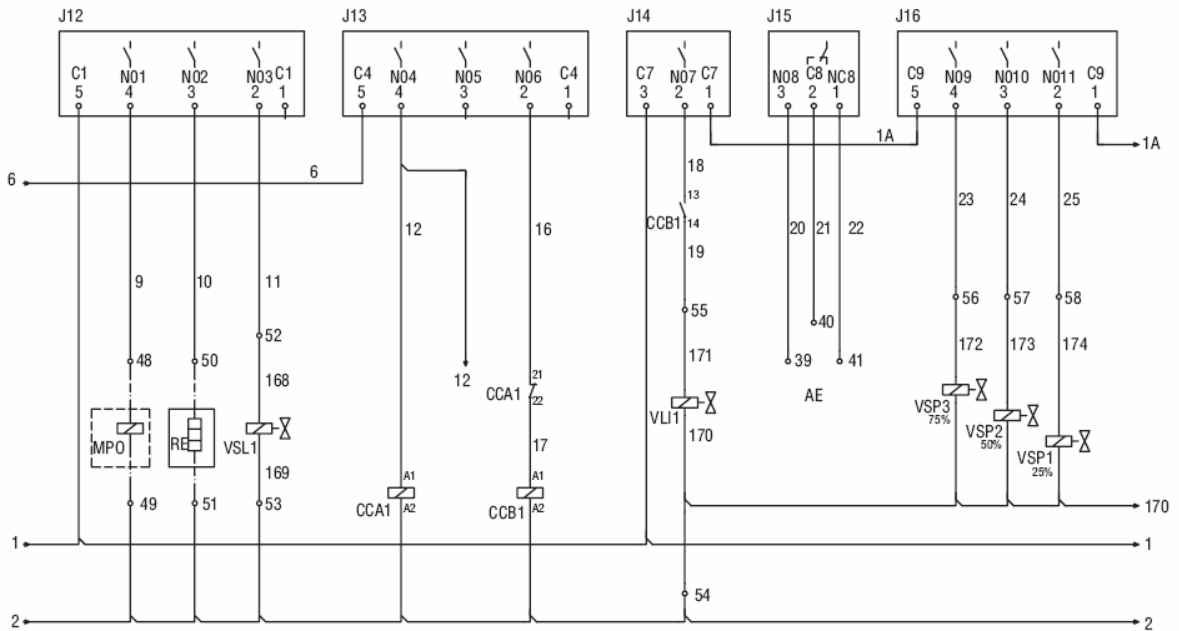 J12
J13
J14
J15
J16
C1 N01 N02 N03 C1
5 4 3 2 1
C4 N04 N05 N06 C4
5 4 3 2 1
C7 N07 C7
3 2 1
N08 C8 NC8
3 2 1
C9 N09 N010 N011 C9
5 4 3 2 1
1A
1A
6
6
18
13
CCB1
14
12
16
23
24
25
20
21
22
19
9
10
11
55
56
57
58
40
52
48
50
39
41
171
172
173
174
12
21
CCA1
22
AE
168
VLI1
VSP3
75%
170
MPO
RE
VSL1
17
VSP2
50%
VSP1
25%
169
A1
A1
49
51
53
CCA1
A2
CCB1
A2
170
1
1
54
2
2